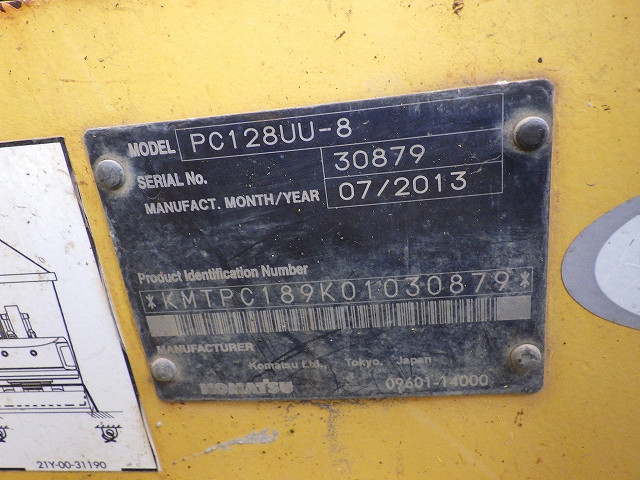 MODEL PC128UU-8
SERIAL No. 30879
MANUFACT. MONTH/YEAR 07/2013
Product Identification Number
*KMTPC189K01030879*
MANUFACTURER
Komatsu Ltd., Tokyo, Japan
KOMATSU 09601-14000
21Y-00-31190